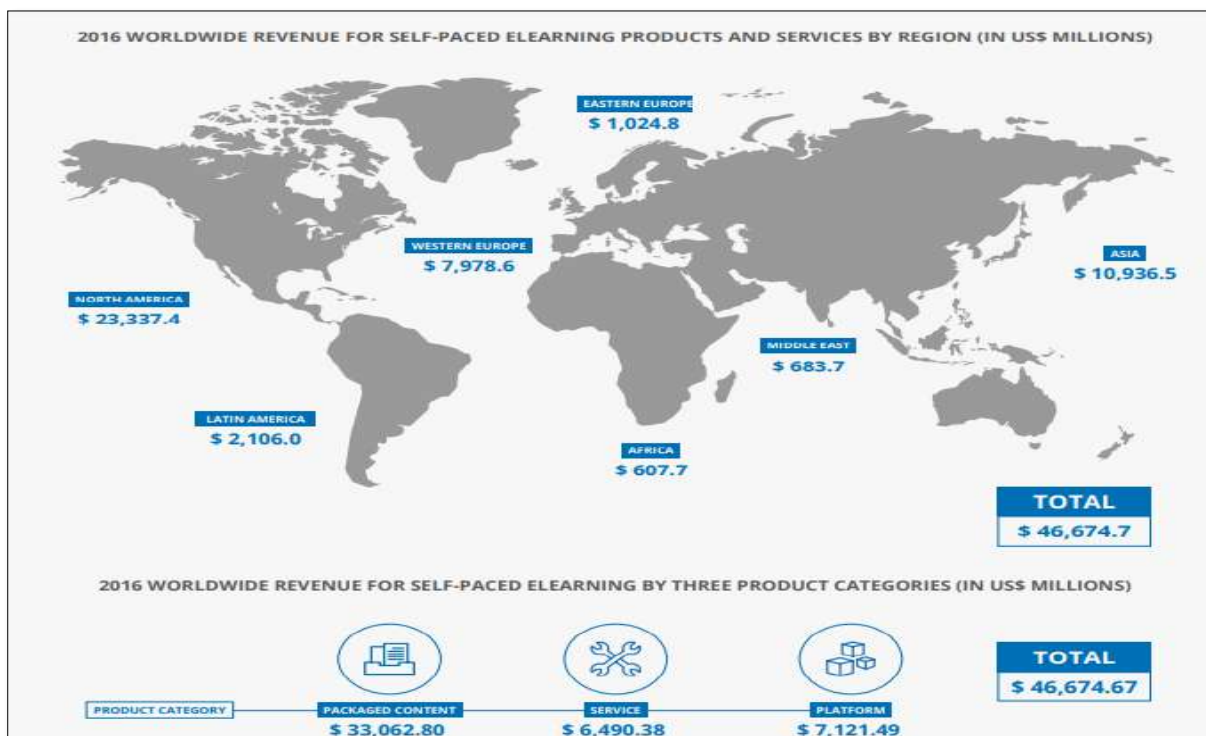 2016 WORLDWIDE REVENUE FOR SELF-PACED ELEARNING PRODUCTS AND SERVICES BY REGION (IN US$ MILLIONS)
EASTERN EUROPE
$ 1,024.8
WESTERN EUROPE
$ 7,978.6
ASIA
$ 10,936.5
NORTH AMERICA
$ 23,337.4
MIDDLE EAST
$ 683.7
LATIN AMERICA
$ 2,106.0
AFRICA
$ 607.7
TOTAL
$ 46,674.7
2016 WORLDWIDE REVENUE FOR SELF-PACED ELEARNING BY THREE PRODUCT CATEGORIES (IN US$ MILLIONS)
TOTAL
$ 46,674.67
PRODUCT CATEGORY
PACKAGED CONTENT
$ 33,062.80
SERVICE
$ 6,490.38
PLATFORM
$ 7,121.49